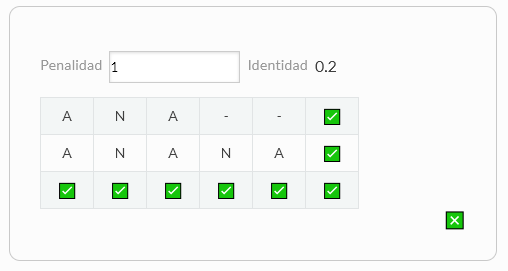 Penalidad 1 Identidad 0.2
A N A - -
A N A N A